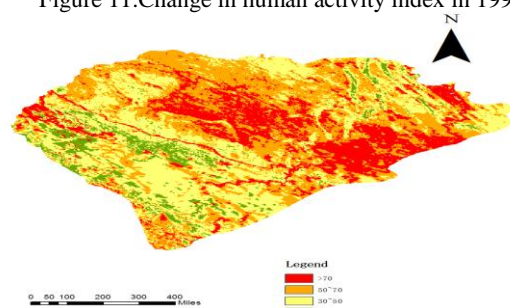 Figure 11.Change in human activity index in 199
N
Legend
>70
50~70
30~50
0 50 100 200 300 400
Miles